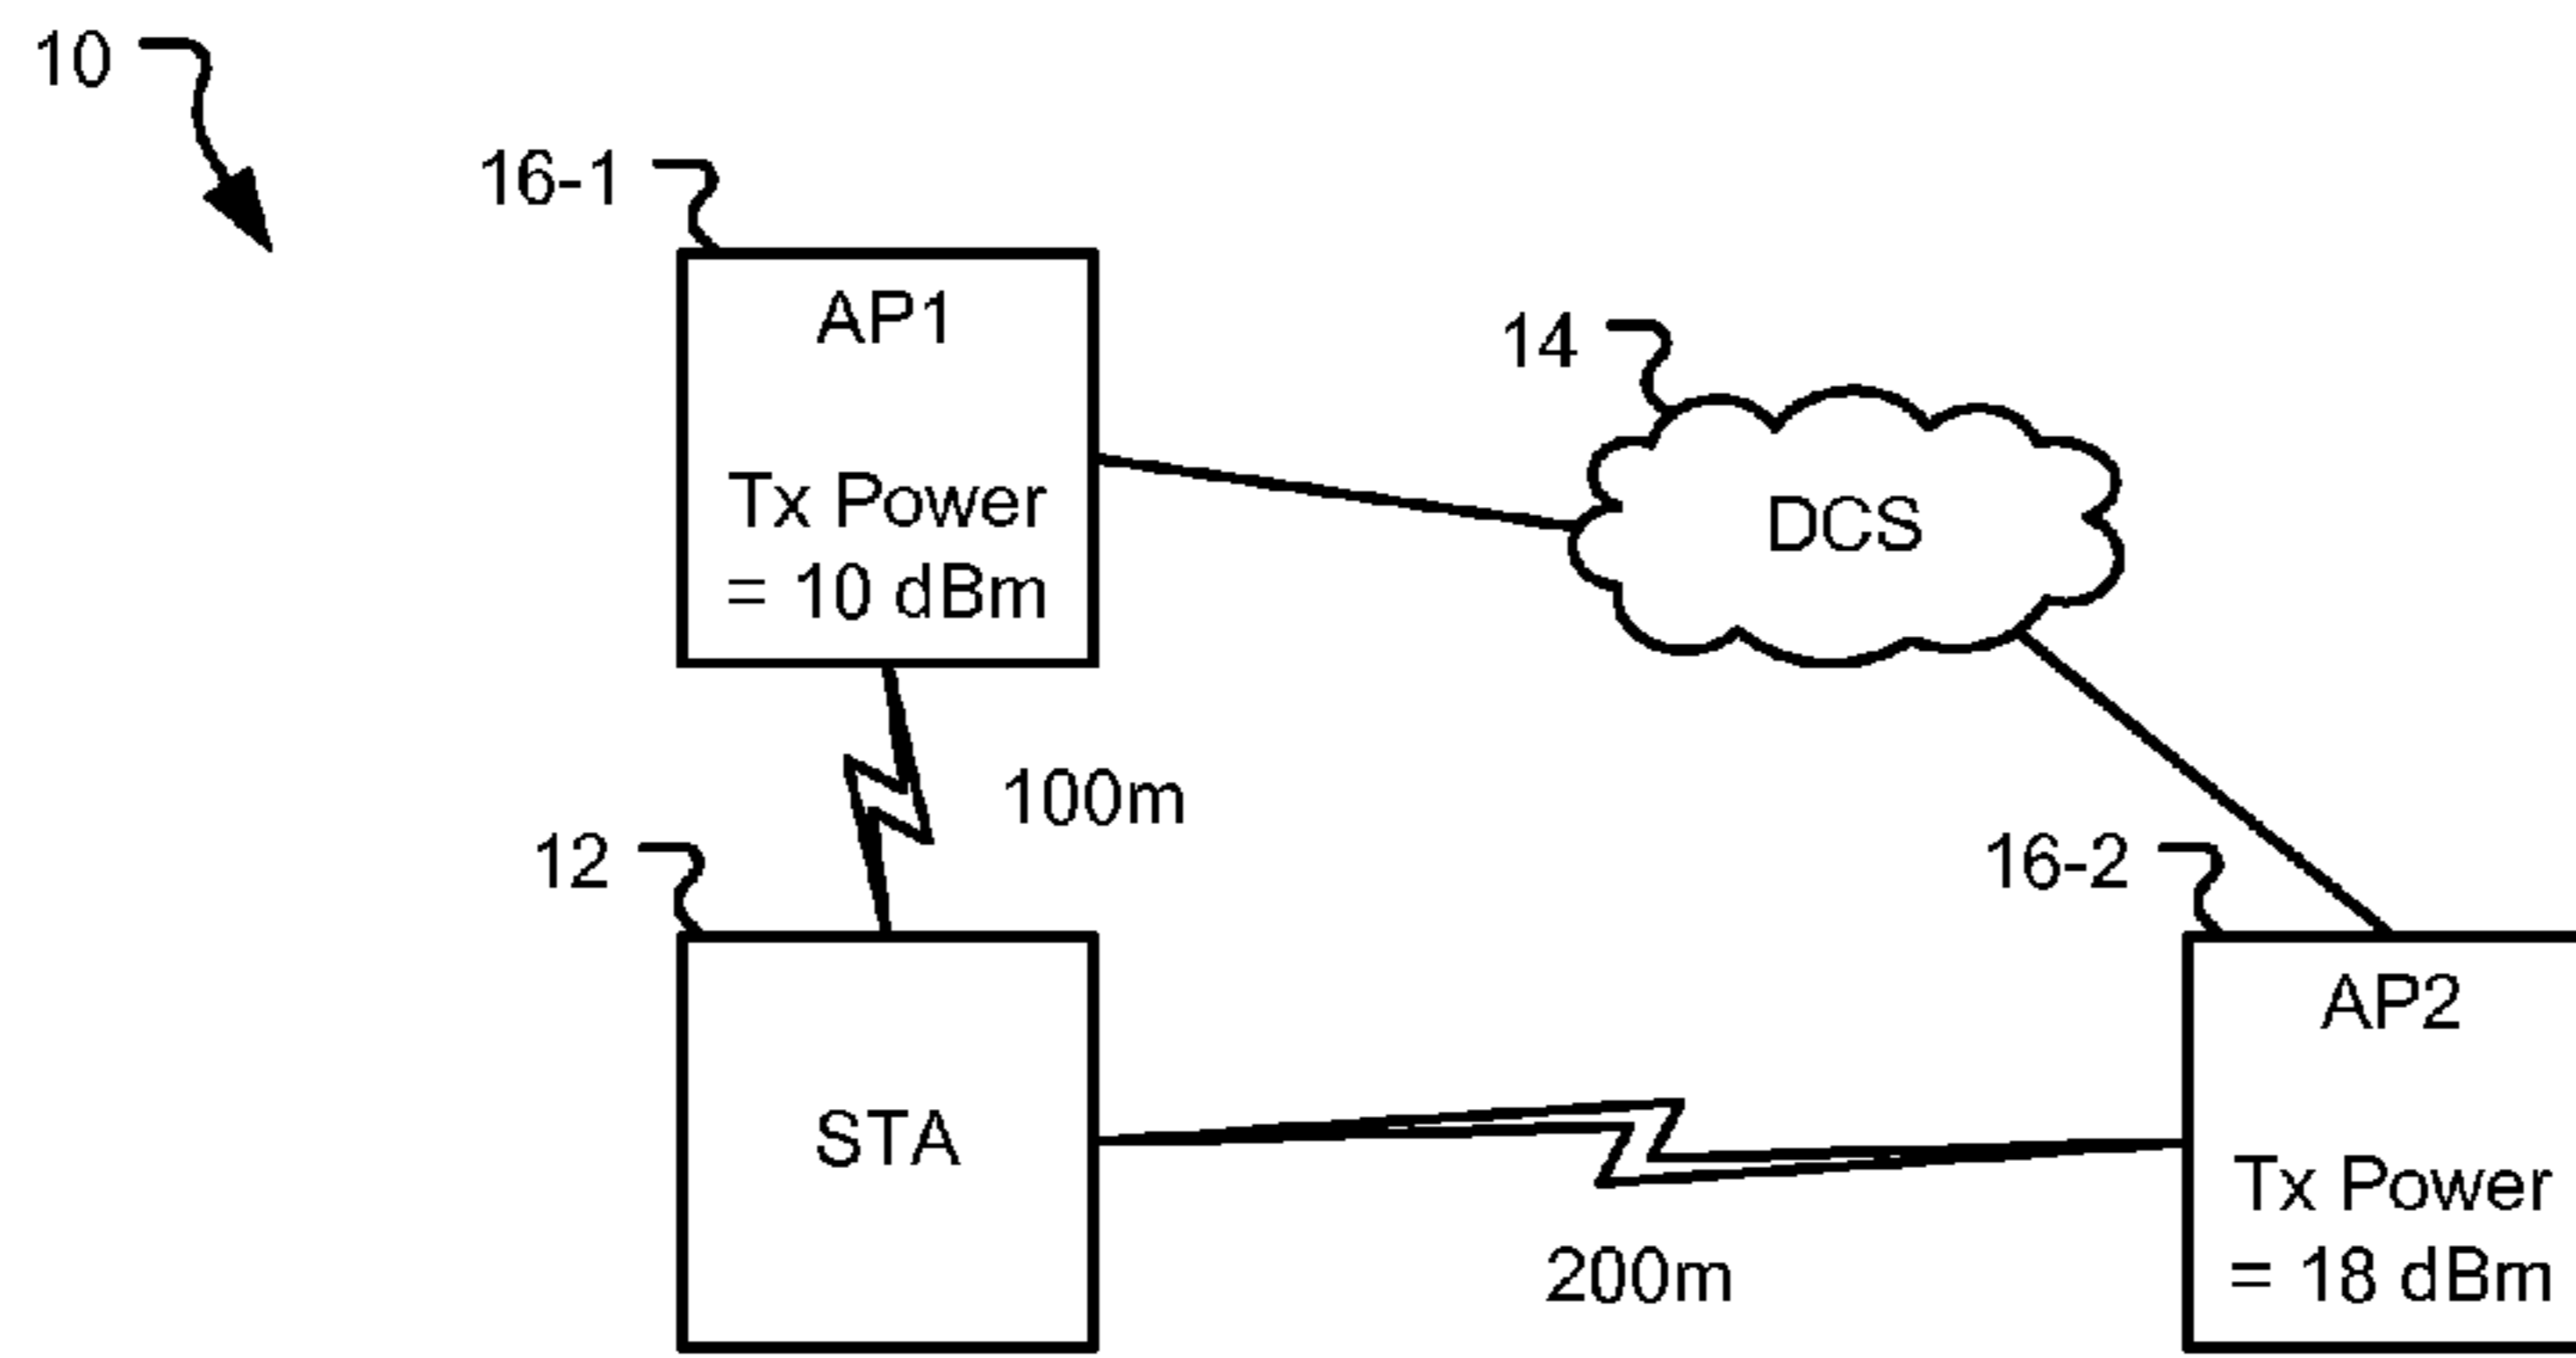 10
16-1
AP1
Tx Power
= 10 dBm
14
DCS
100m
12
STA
16-2
AP2
Tx Power
= 18 dBm
200m